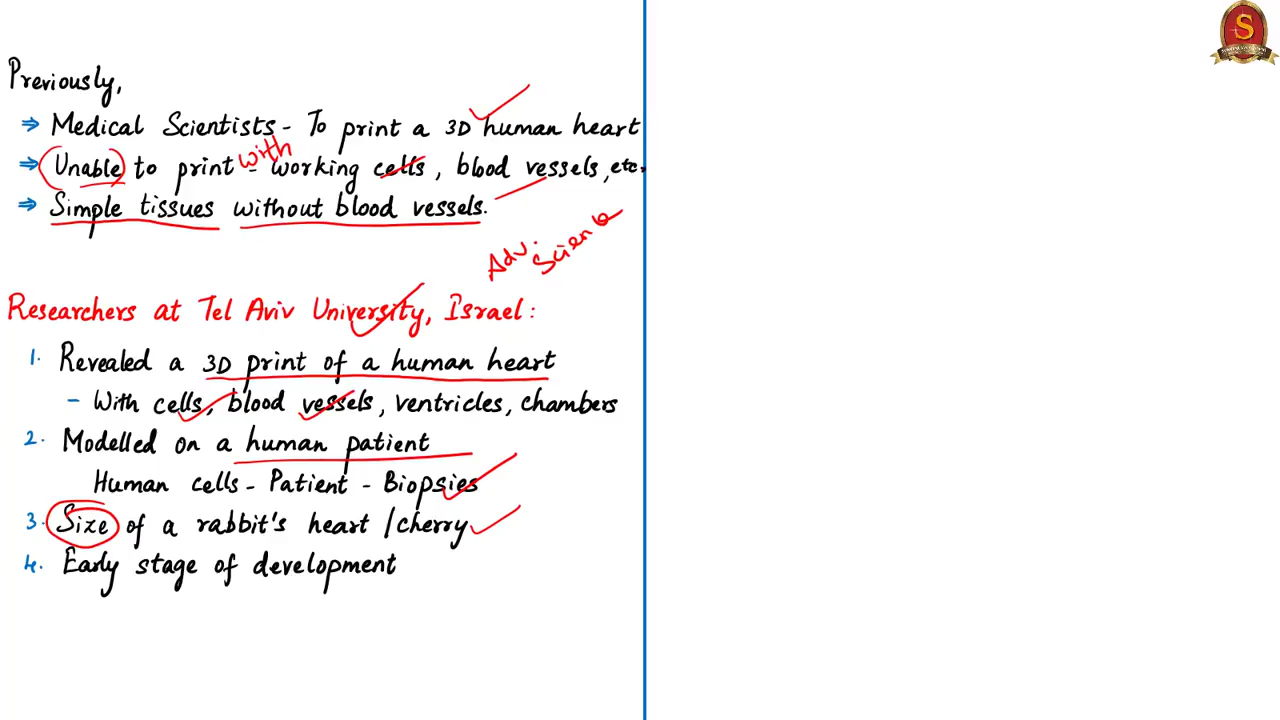 Previously,
⇒ Medical Scientists - To print a 3D human heart
⇒ Unable to print with - working cells, blood vessels, etc.
⇒ Simple tissues without blood vessels.
Adv. Science
Researchers at Tel Aviv University, Israel:
1. Revealed a 3D print of a human heart
- With cells, blood vessels, ventricles, chambers
2. Modelled on a human patient
Human cells - Patient - Biopsies
3. Size of a rabbit's heart / cherry
4. Early stage of development
S